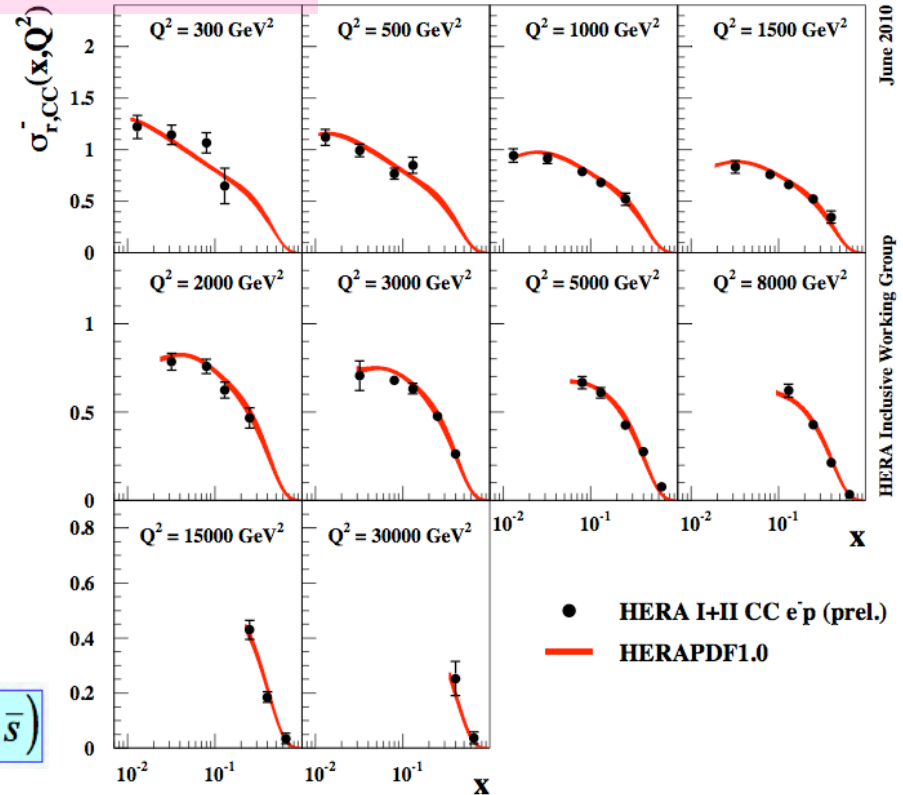 σ⁻r,CC(x,Q²)
Q² = 300 GeV²
Q² = 500 GeV²
Q² = 1000 GeV²
Q² = 1500 GeV²
2
1.5
1
0.5
0
Q² = 2000 GeV²
Q² = 3000 GeV²
Q² = 5000 GeV²
Q² = 8000 GeV²
1
0.5
0
10⁻² 10⁻¹
10⁻² 10⁻¹
x
Q² = 15000 GeV²
Q² = 30000 GeV²
0.8
0.6
0.4
0.2
0
10⁻² 10⁻¹
10⁻² 10⁻¹
x
HERA I+II CC e⁻p (prel.)
HERAPDF1.0
s̄)
June 2010
HERA Inclusive Working Group